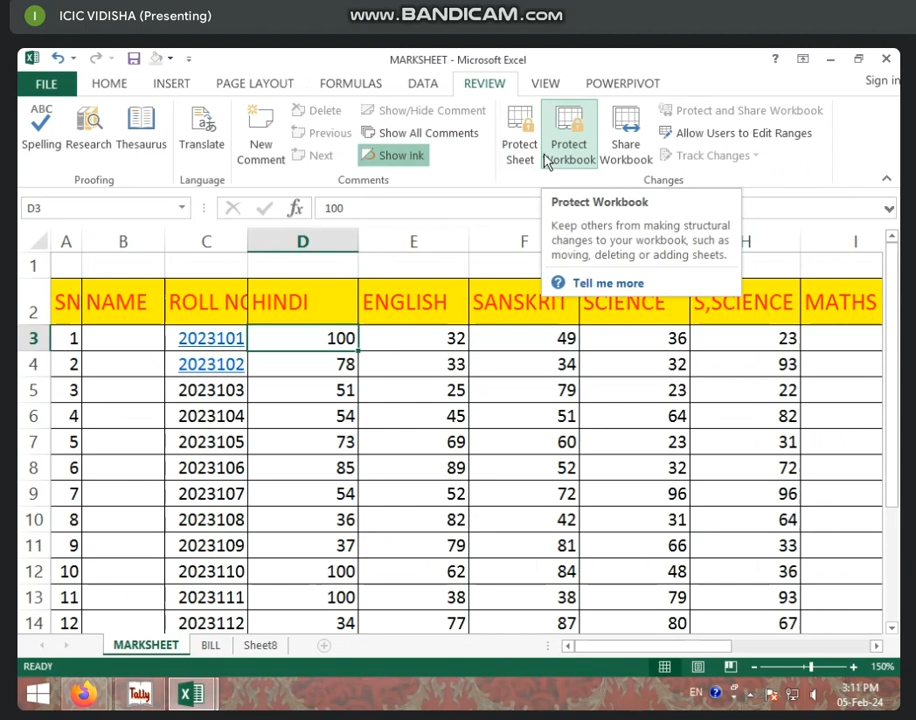 I ICIC VIDISHA (Presenting)
WWW.BANDICAM.COM
MARKSHEET - Microsoft Excel
FILE HOME INSERT PAGE LAYOUT FORMULAS DATA REVIEW VIEW POWERPIVOT Sign in
ABC
Spelling Research Thesaurus
Proofing
Translate
Language
New
Comment
Delete
Previous
Next
Show/Hide Comment
Show All Comments
Show Ink
Comments
Protect
Sheet
Protect
Workbook
Share
Workbook
Protect and Share Workbook
Allow Users to Edit Ranges
Track Changes
Changes
D3 fx 100
Protect Workbook
Keep others from making structural
changes to your workbook, such as
moving, deleting or adding sheets.
? Tell me more
A B C D E F H I
1
2 SN NAME ROLL NO HINDI ENGLISH SANSKRIT SCIENCE S,SCIENCE MATHS
3 1 2023101 100 32 49 36 23
4 2 2023102 78 33 34 32 93
5 3 2023103 51 25 79 23 22
6 4 2023104 54 45 51 64 82
7 5 2023105 73 69 60 23 31
8 6 2023106 85 89 52 32 72
9 7 2023107 54 52 72 96 96
10 8 2023108 36 82 42 31 64
11 9 2023109 37 79 81 66 33
12 10 2023110 100 62 84 48 36
13 11 2023111 100 38 38 79 93
14 12 2023112 34 77 87 80 67
MARKSHEET BILL Sheet8
READY 150%
Tally EN 3:11 PM
05-Feb-24